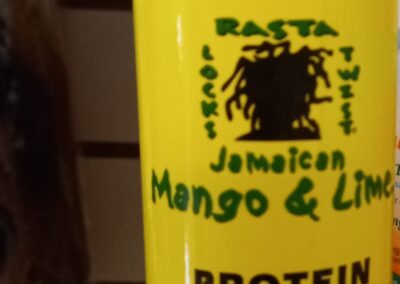 RASTA
LOCKS
TWIST
Jamaican
Mango & Lime
PROTEIN